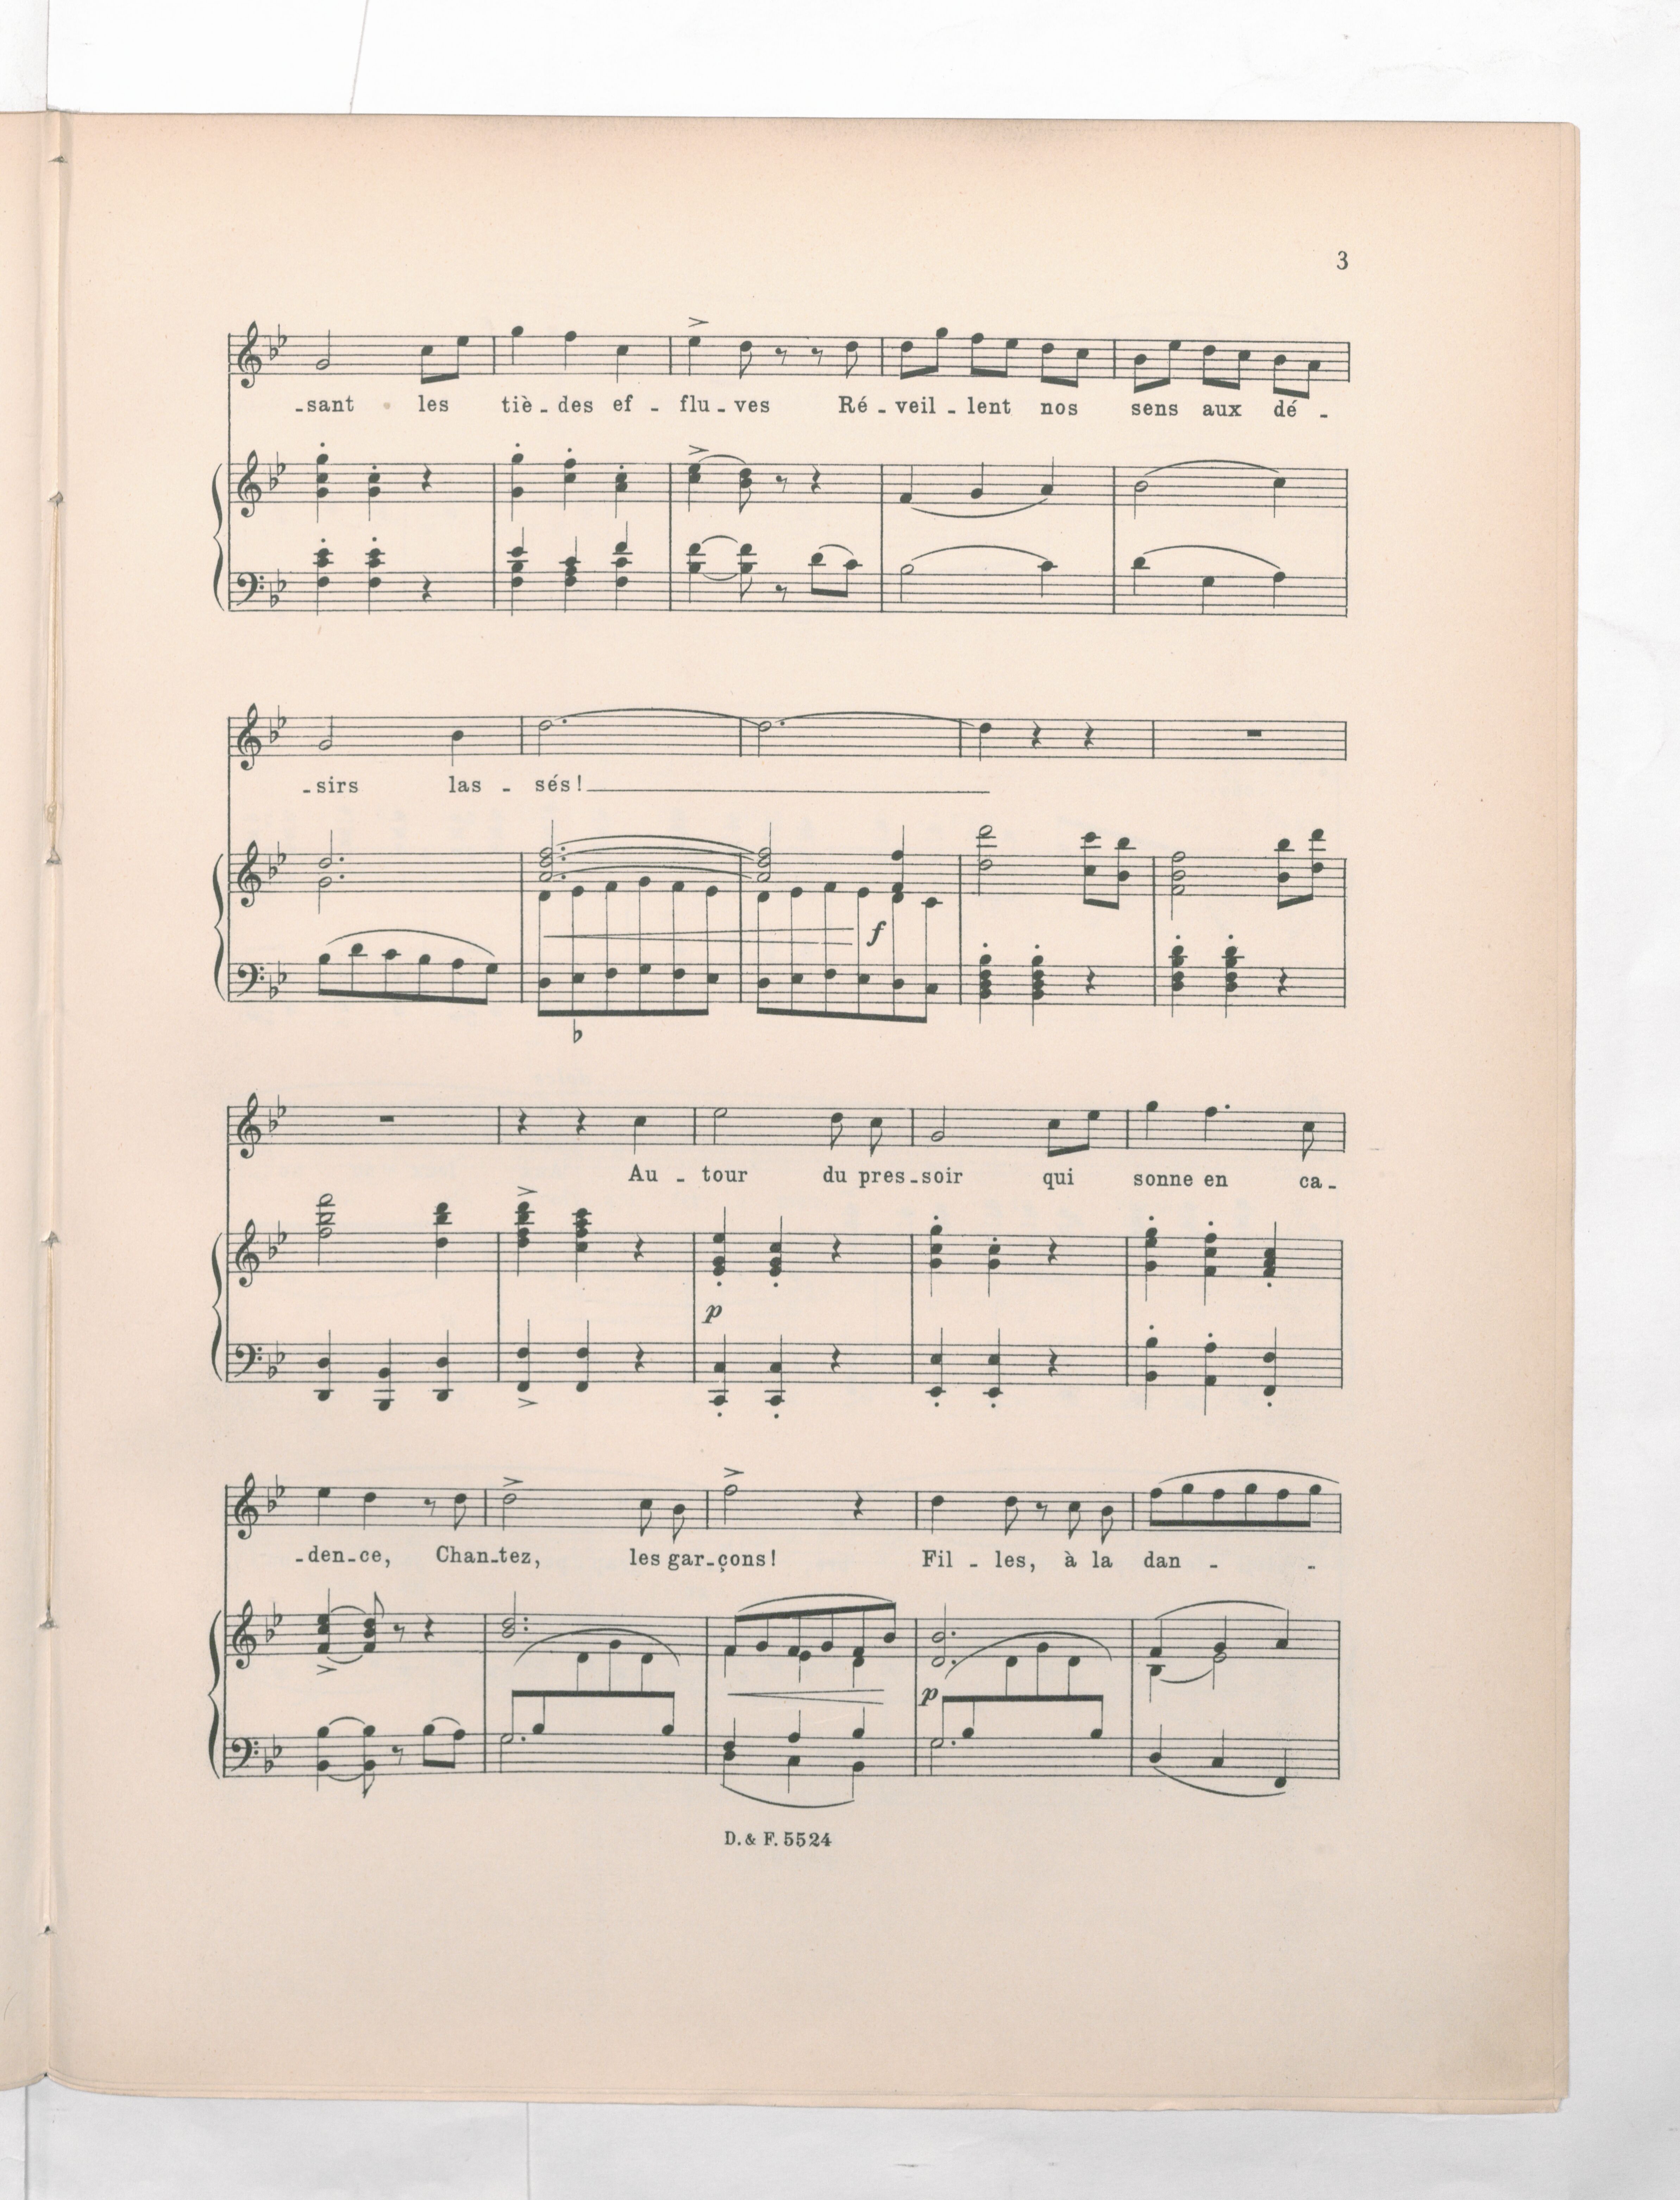 3
-sant les tiè-des ef-flu-ves Ré-veil-lent nos sens aux dé-
-sirs las-sés!
f
Au-tour du pres-soir qui sonne en ca-
p
-den-ce, Chan-tez, les gar-çons! Fil-les, à la dan-
p
D. & F. 5524